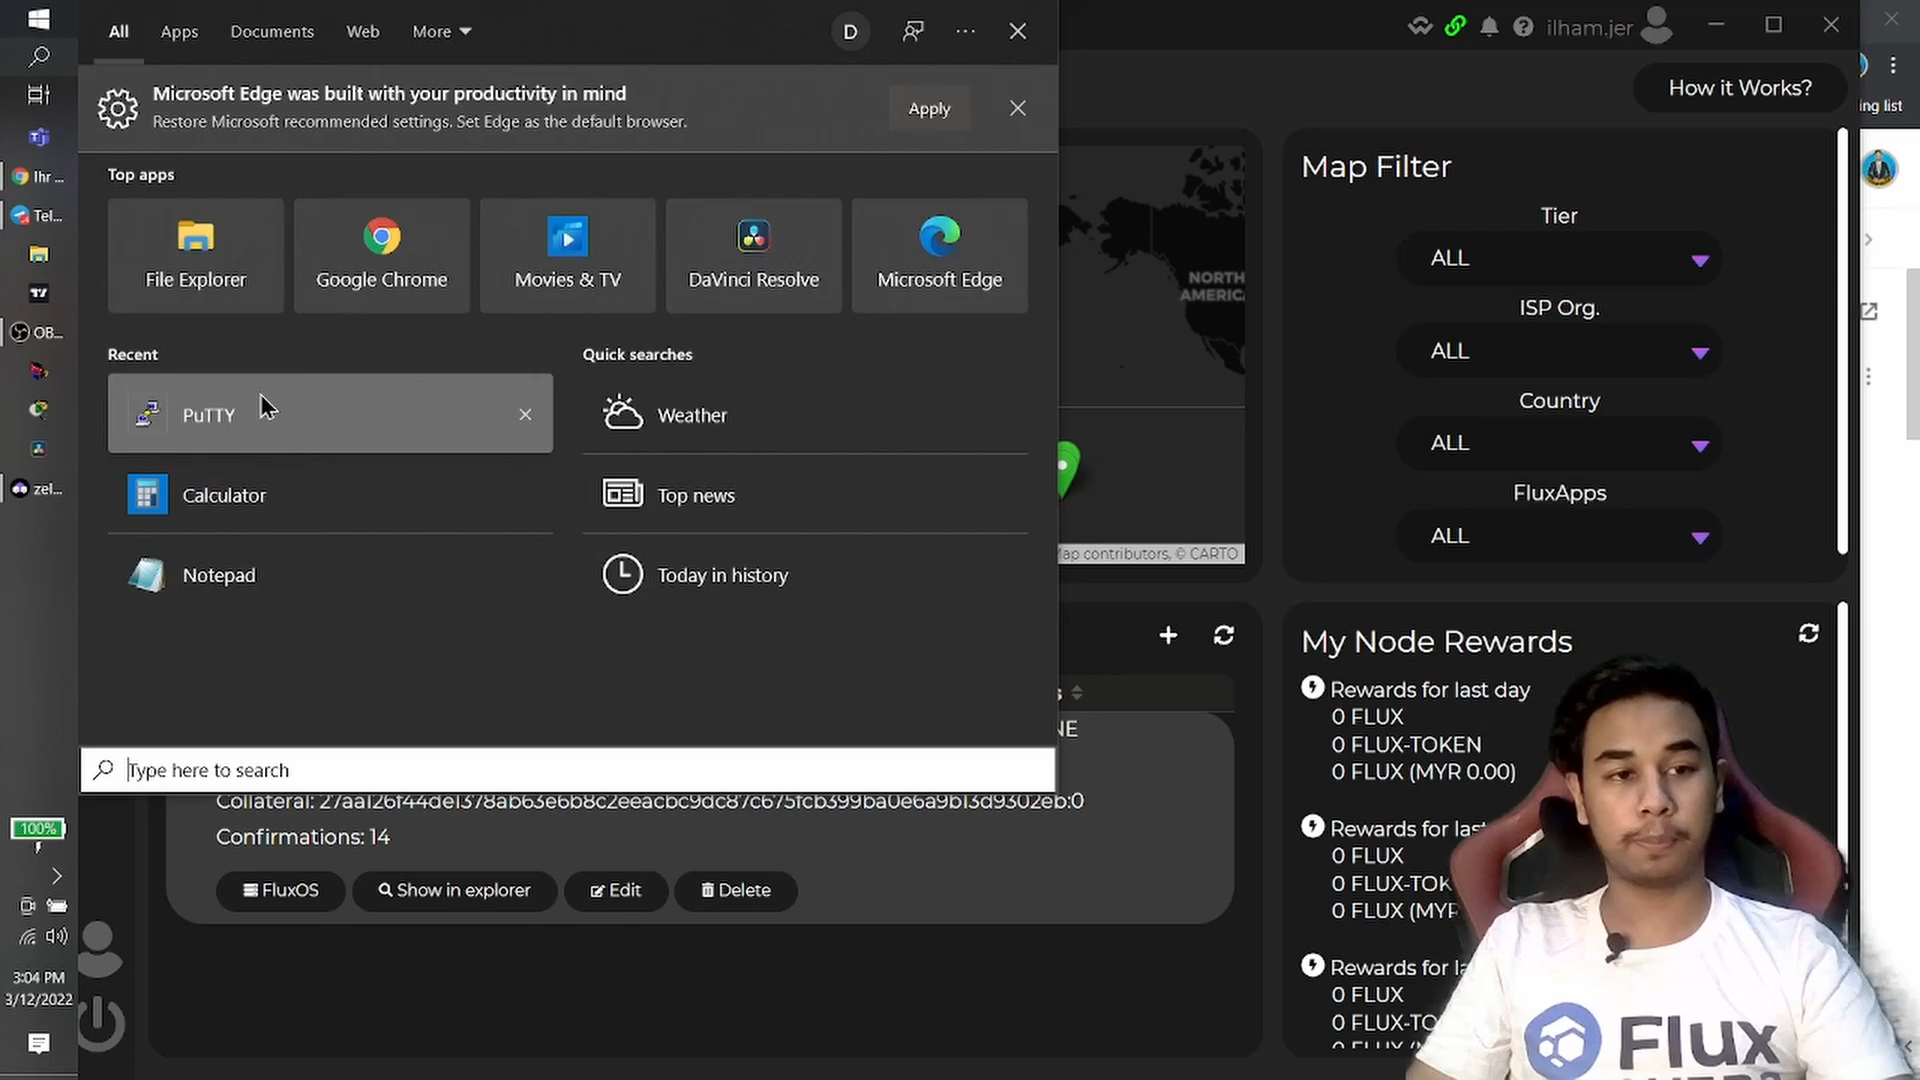 All
Apps
Documents
Web
More
D
Microsoft Edge was built with your productivity in mind
Restore Microsoft recommended settings. Set Edge as the default browser.
Apply
Top apps
File Explorer
Google Chrome
Movies & TV
DaVinci Resolve
Microsoft Edge
Recent
PuTTY
Calculator
Notepad
Quick searches
Weather
Top news
Today in history
Type here to search
Ihr ...
Tel...
OB...
zel...
100%
3:04 PM
3/12/2022
ilham.jer
How it Works?
ing list
NORTH
AMERICA
Map contributors, © CARTO
Map Filter
Tier
ALL
ISP Org.
ALL
Country
ALL
FluxApps
ALL
Collateral: 27aa126f44de1378ab63e6b8c2eeacbc9dc87c675fcb399ba0e6a9b13d9302eb:0
Confirmations: 14
FluxOS
Show in explorer
Edit
Delete
My Node Rewards
Rewards for last day
0 FLUX
0 FLUX-TOKEN
0 FLUX (MYR 0.00)
Rewards for last
0 FLUX
0 FLUX-TOK
0 FLUX (MYR
Rewards for la
0 FLUX
0 FLUX-TO
Flux